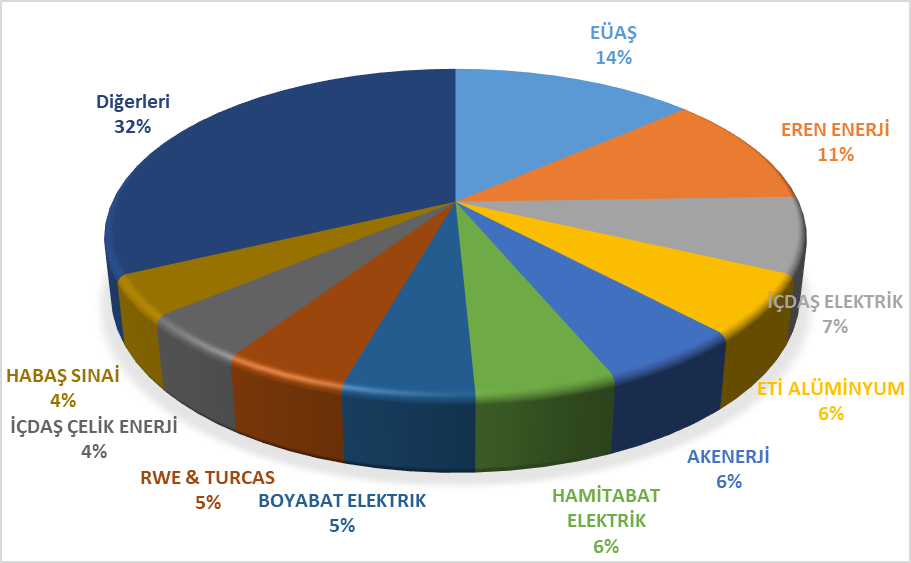 EÜAŞ
14%
EREN ENERJİ
11%
İÇDAŞ ELEKTRİK
7%
ETİ ALÜMİNYUM
6%
AKENERJİ
6%
HAMİTABAT
ELEKTRİK
6%
BOYABAT ELEKTRIK
5%
RWE & TURCAS
5%
İÇDAŞ ÇELİK ENERJİ
4%
HABAŞ SINAİ
4%
Diğerleri
32%